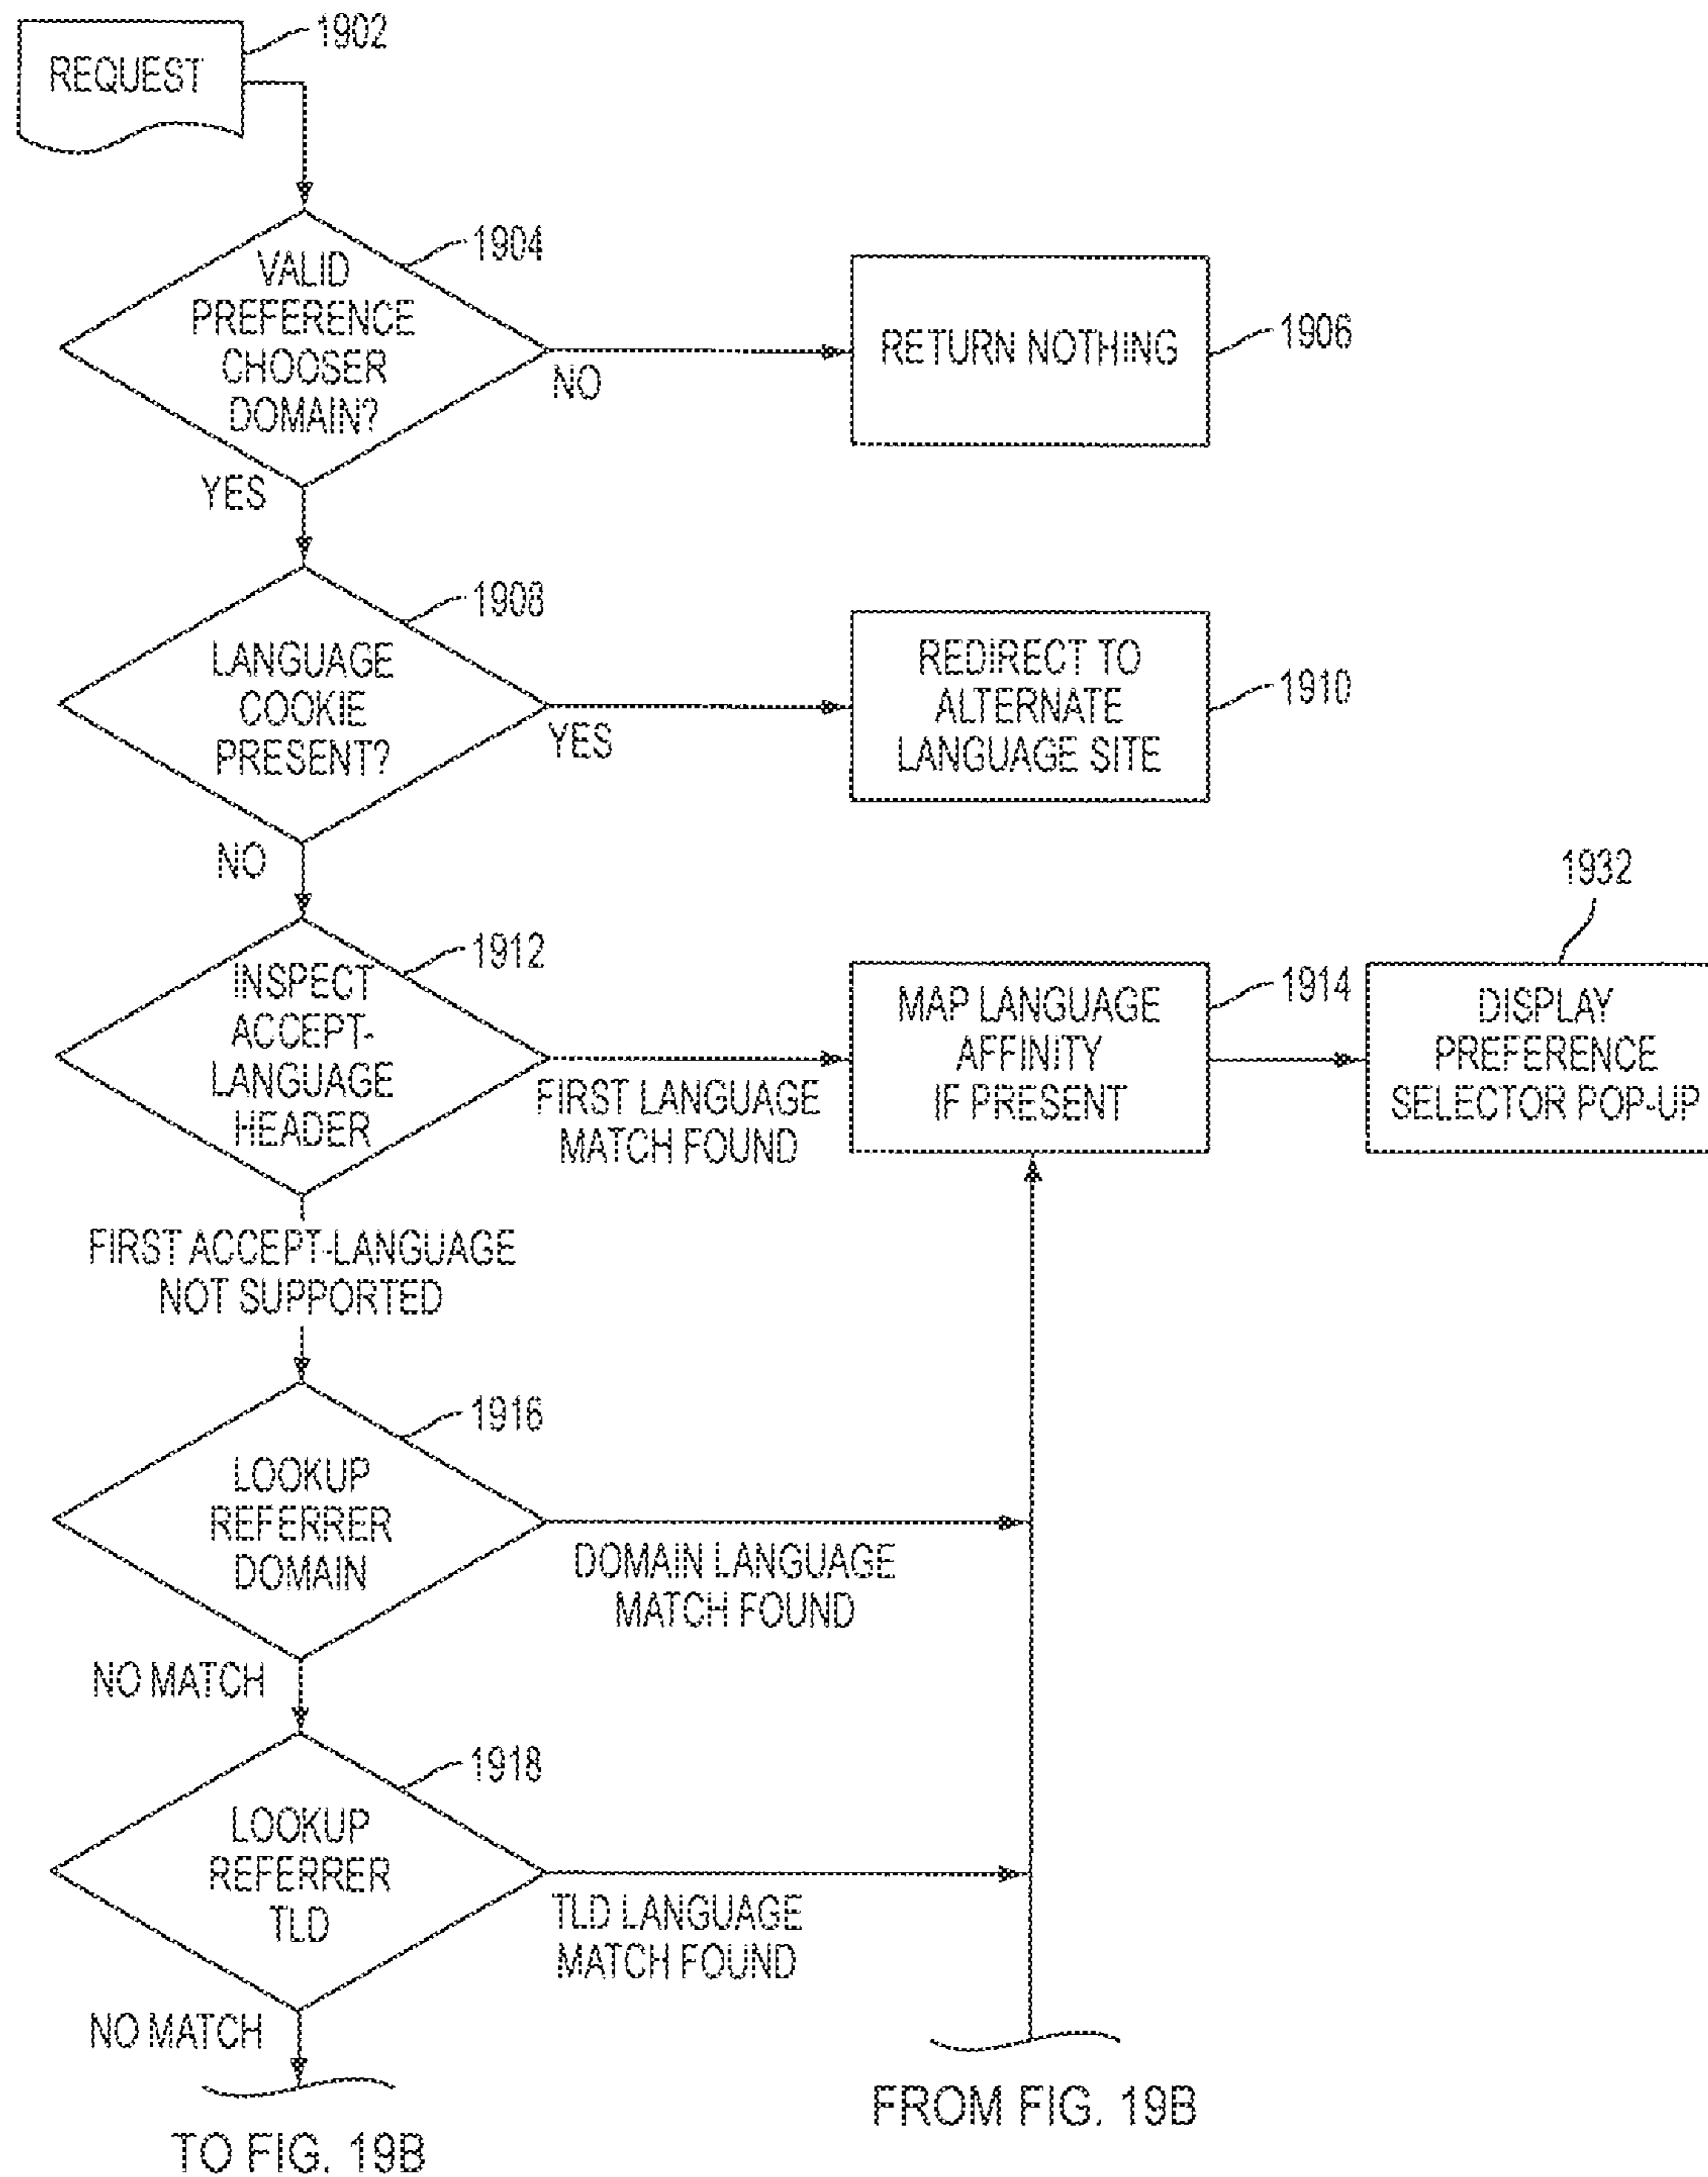 REQUEST
1902
VALID
PREFERENCE
CHOOSER
DOMAIN?
1904
NO
YES
RETURN NOTHING
1906
LANGUAGE
COOKIE
PRESENT?
1908
YES
NO
REDIRECT TO
ALTERNATE
LANGUAGE SITE
1910
INSPECT
ACCEPT-
LANGUAGE
HEADER
1912
FIRST LANGUAGE
MATCH FOUND
MAP LANGUAGE
AFFINITY
IF PRESENT
1914
1932
DISPLAY
PREFERENCE
SELECTOR POP-UP
FIRST ACCEPT-LANGUAGE
NOT SUPPORTED
LOOKUP
REFERRER
DOMAIN
1916
DOMAIN LANGUAGE
MATCH FOUND
NO MATCH
LOOKUP
REFERRER
TLD
1918
TLD LANGUAGE
MATCH FOUND
NO MATCH
TO FIG. 19B
FROM FIG. 19B